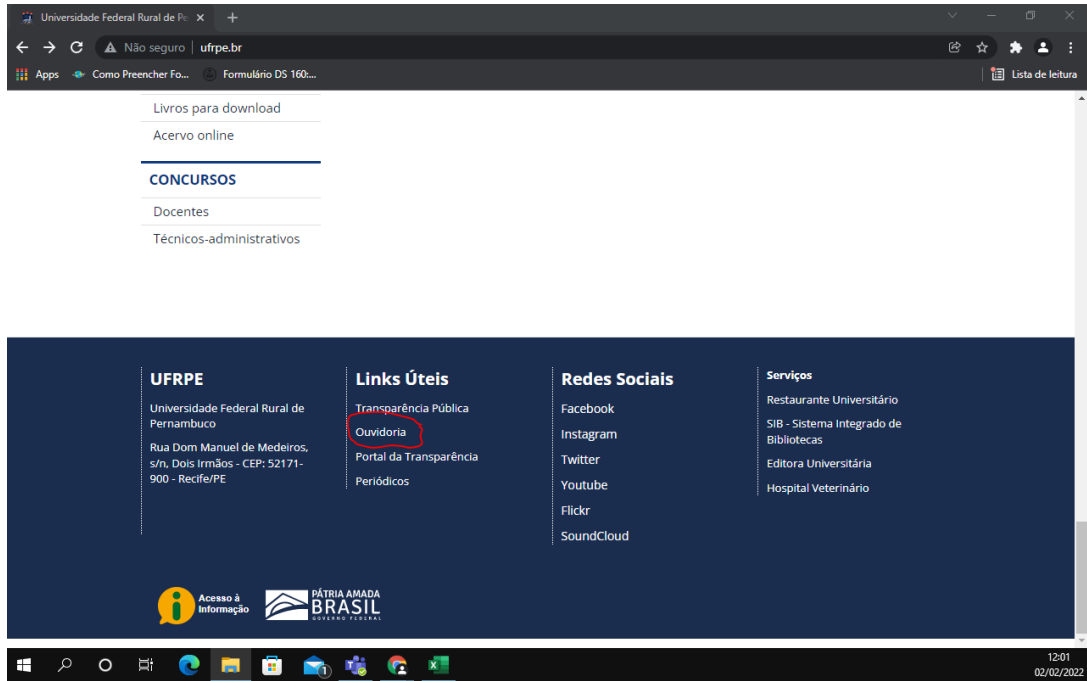 Universidade Federal Rural de Pe
Não seguro | ufrpe.br
Apps Como Preencher Fo... Formulário DS 160:... Lista de leitura
Livros para download
Acervo online
CONCURSOS
Docentes
Técnicos-administrativos
UFRPE
Universidade Federal Rural de
Pernambuco
Rua Dom Manuel de Medeiros,
s/n, Dois Irmãos - CEP: 52171-
900 - Recife/PE
Links Úteis
Transparência Pública
Ouvidoria
Portal da Transparência
Periódicos
Redes Sociais
Facebook
Instagram
Twitter
Youtube
Flickr
SoundCloud
Serviços
Restaurante Universitário
SIB - Sistema Integrado de
Bibliotecas
Editora Universitária
Hospital Veterinário
Acesso à
Informação
PÁTRIA AMADA
BRASIL
GOVERNO FEDERAL
1
12:01
02/02/2022